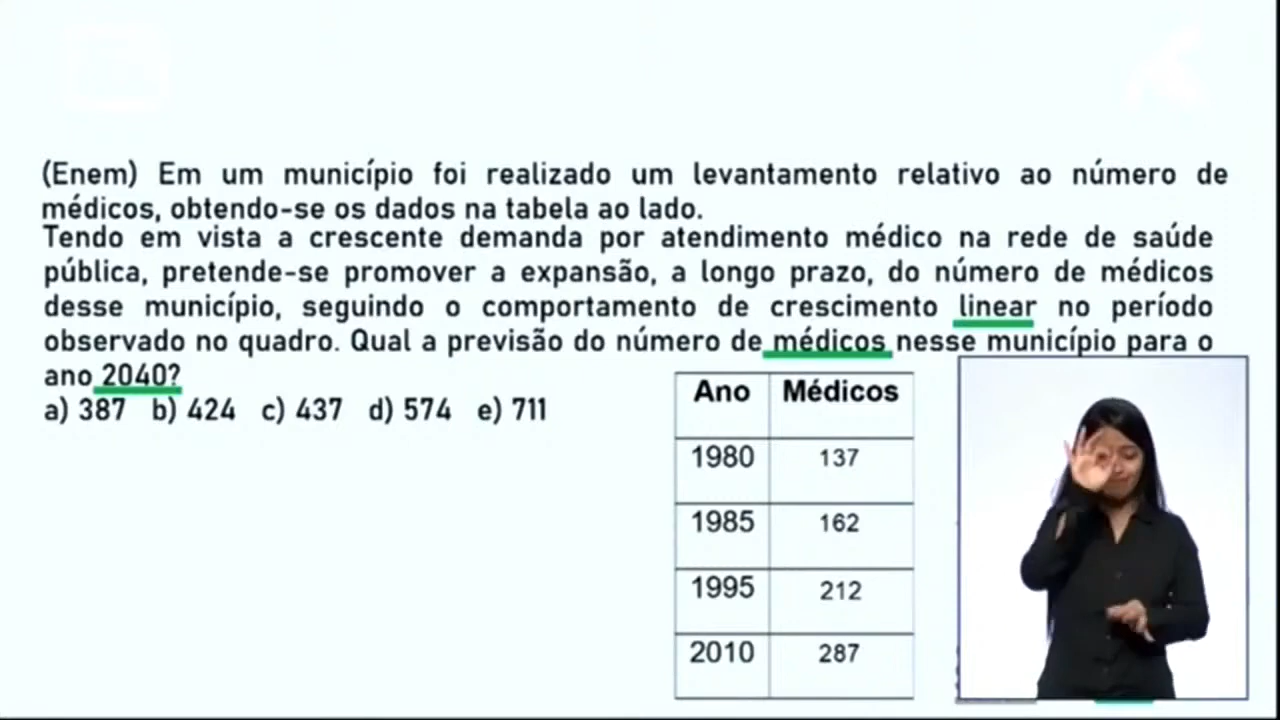 (Enem) Em um município foi realizado um levantamento relativo ao número de
médicos, obtendo-se os dados na tabela ao lado.
Tendo em vista a crescente demanda por atendimento médico na rede de saúde
pública, pretende-se promover a expansão, a longo prazo, do número de médicos
desse município, seguindo o comportamento de crescimento linear no período
observado no quadro. Qual a previsão do número de médicos nesse município para o
ano 2040?
a) 387 b) 424 c) 437 d) 574 e) 711
Ano Médicos
1980 137
1985 162
1995 212
2010 287